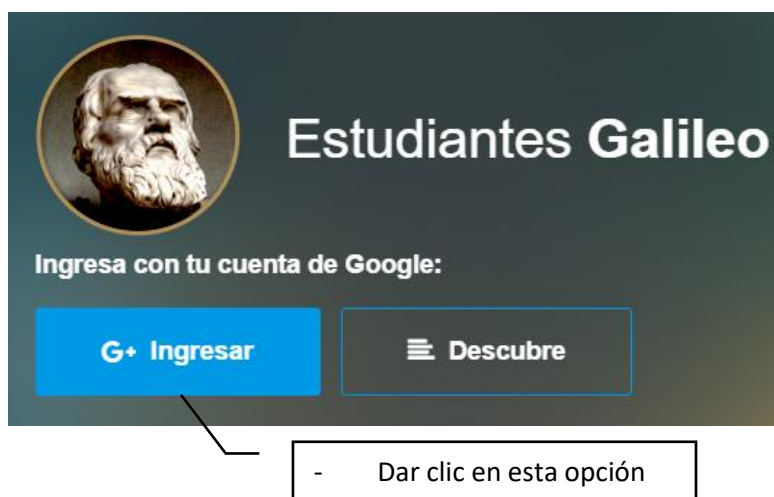 Estudiantes Galileo
Ingresa con tu cuenta de Google:
G+ Ingresar
Descubre
- Dar clic en esta opción